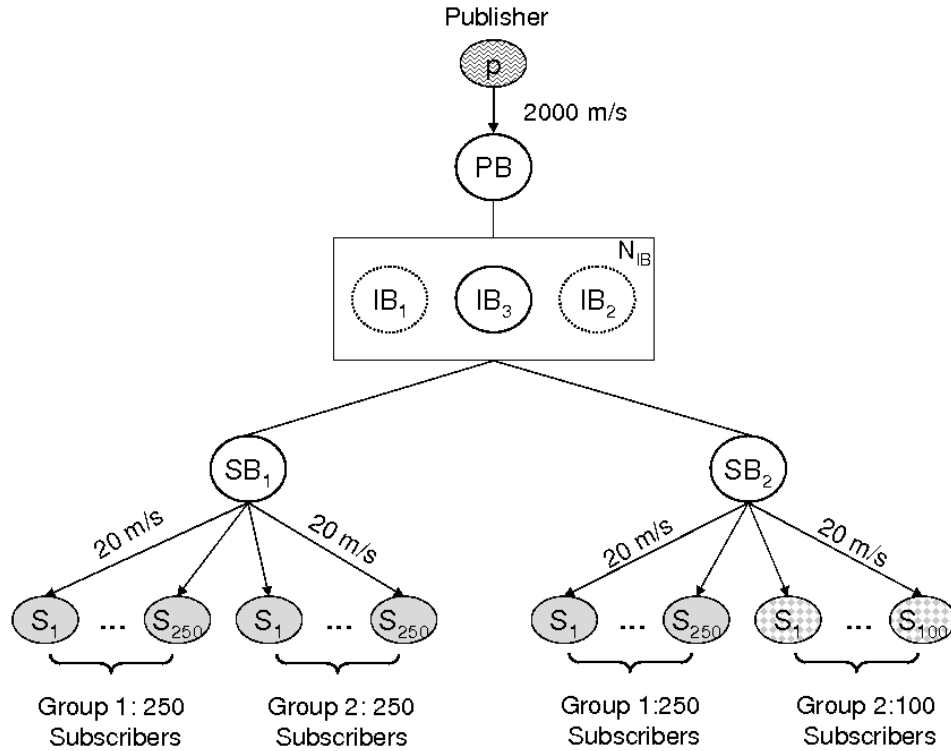 Publisher
p
2000 m/s
PB
N_IB
IB_1 IB_3 IB_2
SB_1 SB_2
20 m/s 20 m/s 20 m/s 20 m/s
S_1 ... S_250 S_1 ... S_250 S_1 ... S_250 S_1 ... S_100
Group 1: 250 Subscribers
Group 2: 250 Subscribers
Group 1:250 Subscribers
Group 2:100 Subscribers